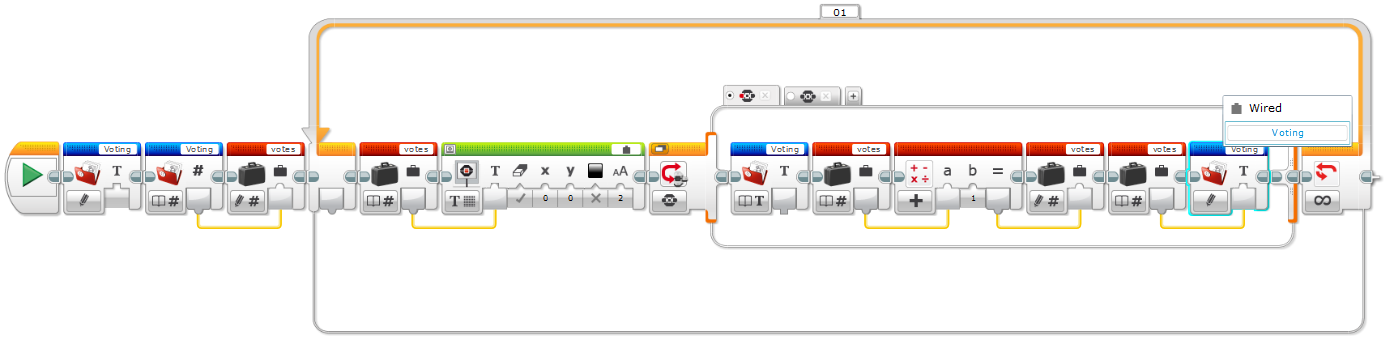 01
Wired
Voting
Voting Voting votes votes Voting votes votes votes Voting
T # T x y AA T a b = T
# # # T 0 0 2 T # 1 # #